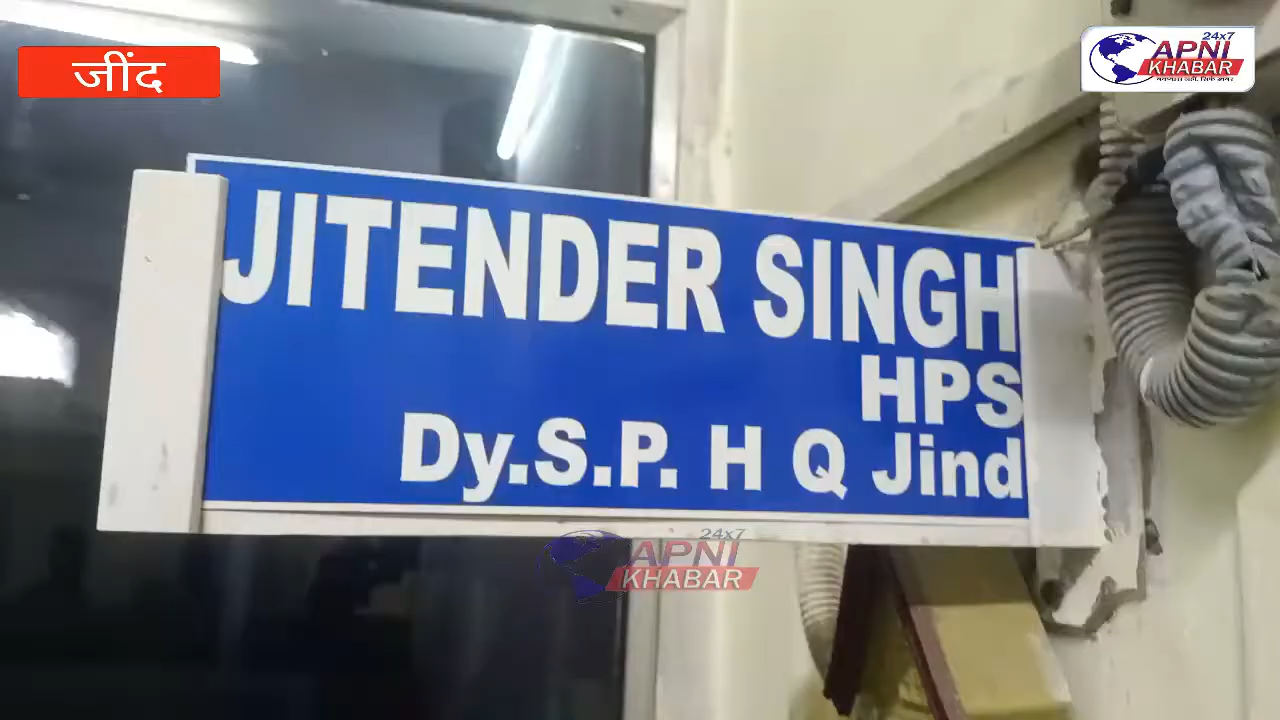 जींद
24x7
APNI
KHABAR
JITENDER SINGH
HPS
Dy.S.P. H Q Jind
24x7
APNI
KHABAR